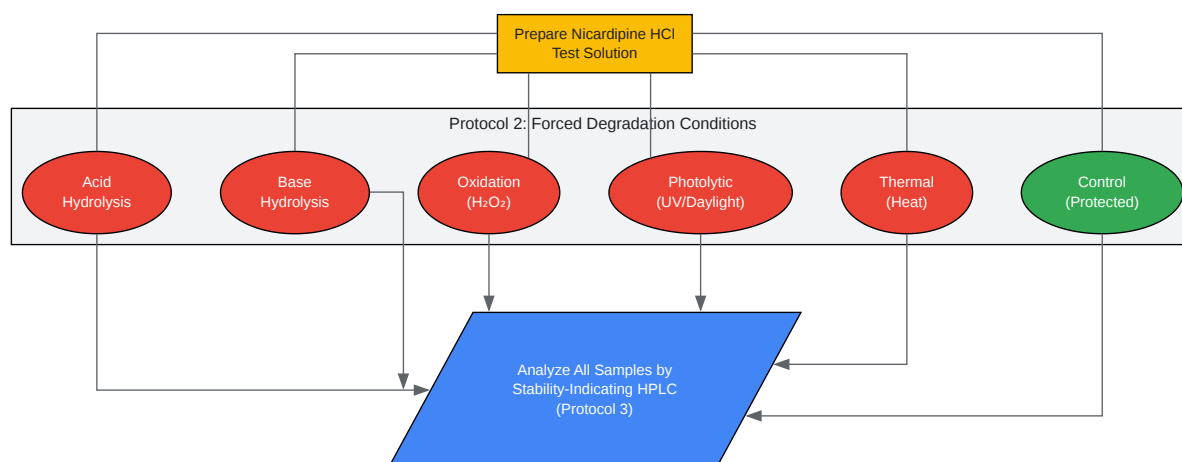 Prepare Nicardipine HCl
Test Solution
Protocol 2: Forced Degradation Conditions
Acid
Hydrolysis
Base
Hydrolysis
Oxidation
(H₂O₂)
Photolytic
(UV/Daylight)
Thermal
(Heat)
Control
(Protected)
Analyze All Samples by
Stability-Indicating HPLC
(Protocol 3)